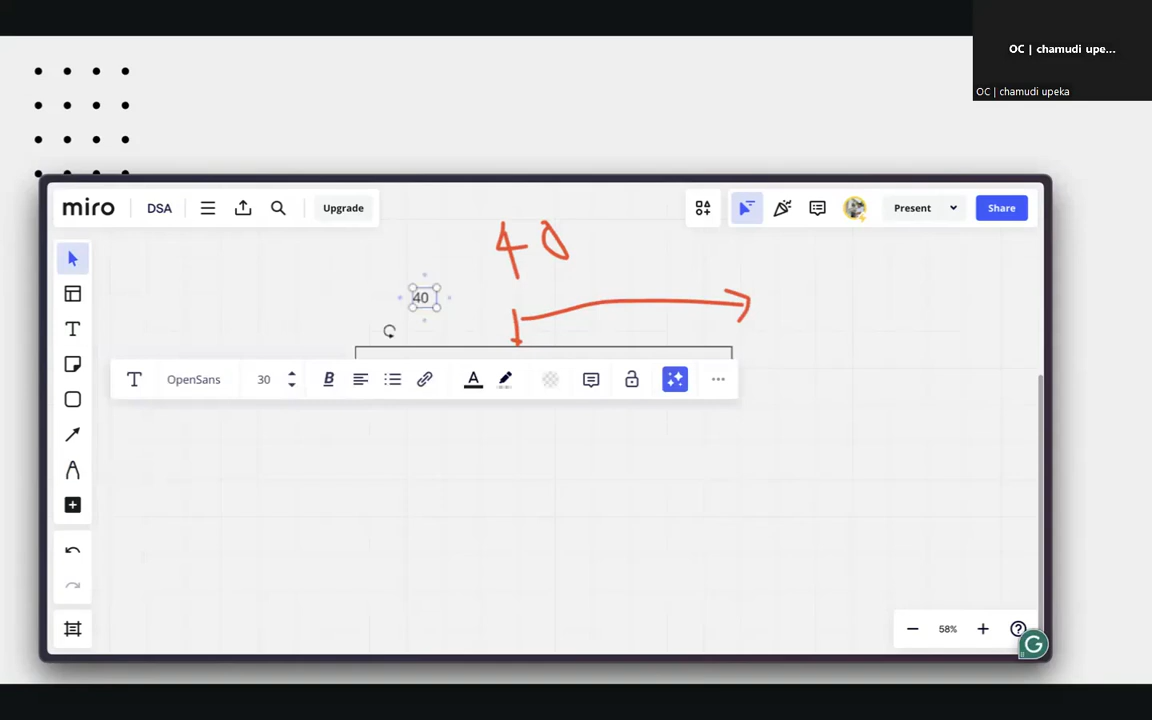 OC | chamudi upe...
OC | chamudi upeka
miro
DSA
Upgrade
Present
Share
40
40
OpenSans
30
B
A
58%